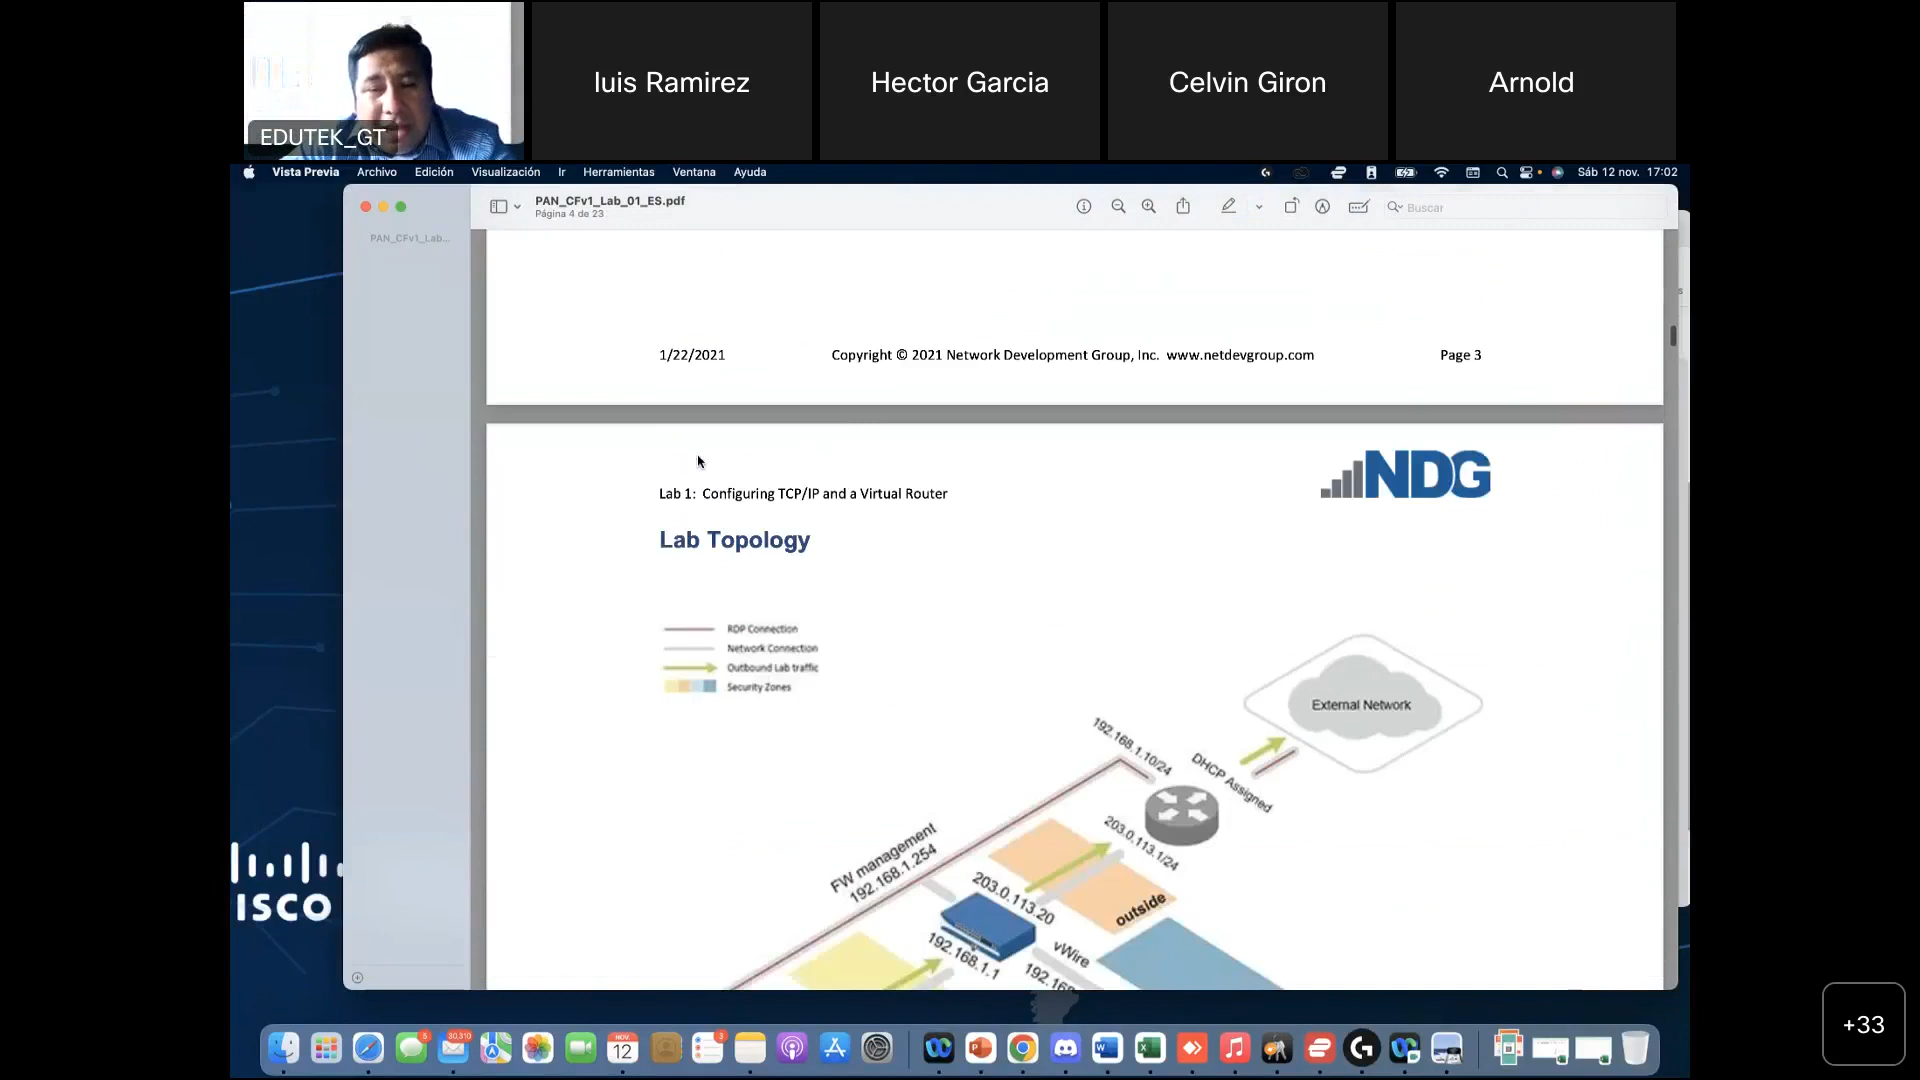 EDUTEK_GT
luis Ramirez
Hector Garcia
Celvin Giron
Arnold
Vista Previa Archivo Edición Visualización Ir Herramientas Ventana Ayuda
Sáb 12 nov. 17:02
PAN_CFv1_Lab_01_ES.pdf
Página 4 de 23
Buscar
PAN_CFv1_Lab...
1/22/2021 Copyright © 2021 Network Development Group, Inc. www.netdevgroup.com Page 3
NDG
Lab 1: Configuring TCP/IP and a Virtual Router
Lab Topology
RDP Connection
Network Connection
Outbound Lab traffic
Security Zones
External Network
192.168.1.10/24
DHCP Assigned
203.0.113.1/24
FW management
192.168.1.254
203.0.113.20
outside
192.168.1.1
vWire
ISCO
NOV.
12
+33